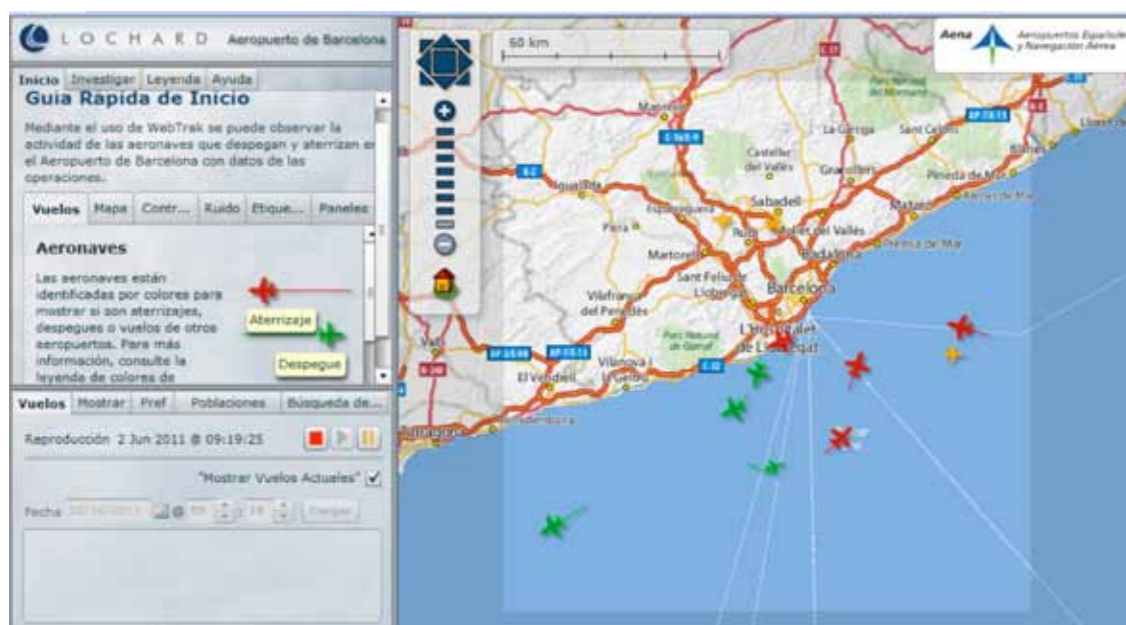 LOCHARD Aeropuerto de Barcelona
Inicio Investigar Leyenda Ayuda
Guia Rápida de Inicio
Mediante el uso de WebTrak se puede observar la
actividad de las aeronaves que despegan y aterrizan en
el Aeropuerto de Barcelona con datos de las
operaciones.
Vuelos Mapa Contr... Ruido Etique... Paneles
Aeronaves
Las aeronaves están
identificadas por colores para
mostrar si son aterrizajes,
despegues o vuelos de otros
aeropuertos. Para más
información, consulte la
leyenda de colores de
Aterrizaje
Despegue
Vuelos Mostrar Pref Poblaciones Búsqueda de...
Reproducción 2 Jun 2011 @ 09:19:25
"Mostrar Vuelos Actuales"
Fecha @ :
60 km
Aena Aeropuertos Españoles
y Navegación Aérea
Manresa
La Garriga
Sant Celoni
Blanes
Castellar
del Vallès
Granollers
Pineda de Mar
Igualada
Esparreguera
Sabadell
Mataró
Piera
Rubí
Mollet del Vallès
Premià de Mar
Martorell
Badalona
Sant Feliu de
Llobregat
Barcelona
Vilafranca
del Penedès
L'Hospitalet
de Llobregat
Parc Natural
de Garraf
Valls
Vilanova i
la Geltrú
El Vendrell
C-32
Tarragona